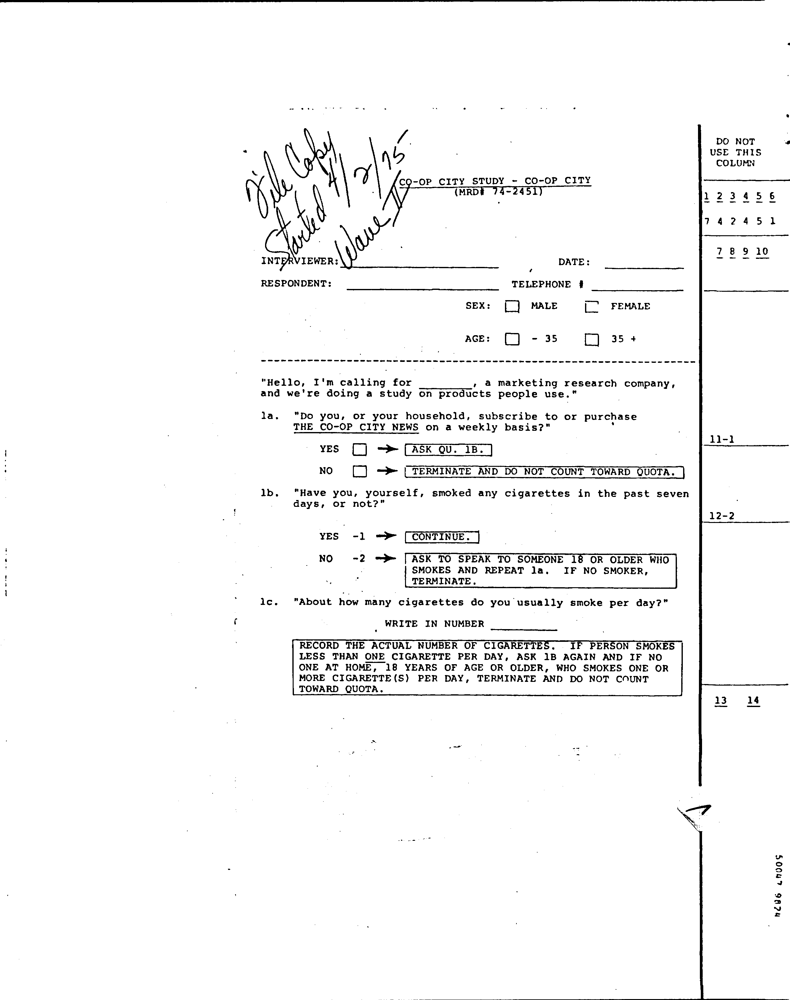 File Copy
Started 4/2/75
Wave II
DO NOT
USE THIS
COLUMN
CO-OP CITY STUDY - CO-OP CITY
(MRD# 74-2451)
1 2 3 4 5 6
7 4 2 4 5 1
7 8 9 10
INTERVIEWER: DATE:
RESPONDENT: TELEPHONE #
SEX: MALE FEMALE
AGE: - 35 35 +
"Hello, I'm calling for ________, a marketing research company,
and we're doing a study on products people use."
1a. "Do you, or your household, subscribe to or purchase
THE CO-OP CITY NEWS on a weekly basis?"
11-1
YES → ASK QU. 1B.
NO → TERMINATE AND DO NOT COUNT TOWARD QUOTA.
1b. "Have you, yourself, smoked any cigarettes in the past seven
days, or not?"
12-2
YES -1 → CONTINUE.
NO -2 → ASK TO SPEAK TO SOMEONE 18 OR OLDER WHO
SMOKES AND REPEAT 1a. IF NO SMOKER,
TERMINATE.
1c. "About how many cigarettes do you usually smoke per day?"
WRITE IN NUMBER
RECORD THE ACTUAL NUMBER OF CIGARETTES. IF PERSON SMOKES
LESS THAN ONE CIGARETTE PER DAY, ASK 1B AGAIN AND IF NO
ONE AT HOME, 18 YEARS OF AGE OR OLDER, WHO SMOKES ONE OR
MORE CIGARETTE(S) PER DAY, TERMINATE AND DO NOT COUNT
TOWARD QUOTA.
13 14
50047 9874